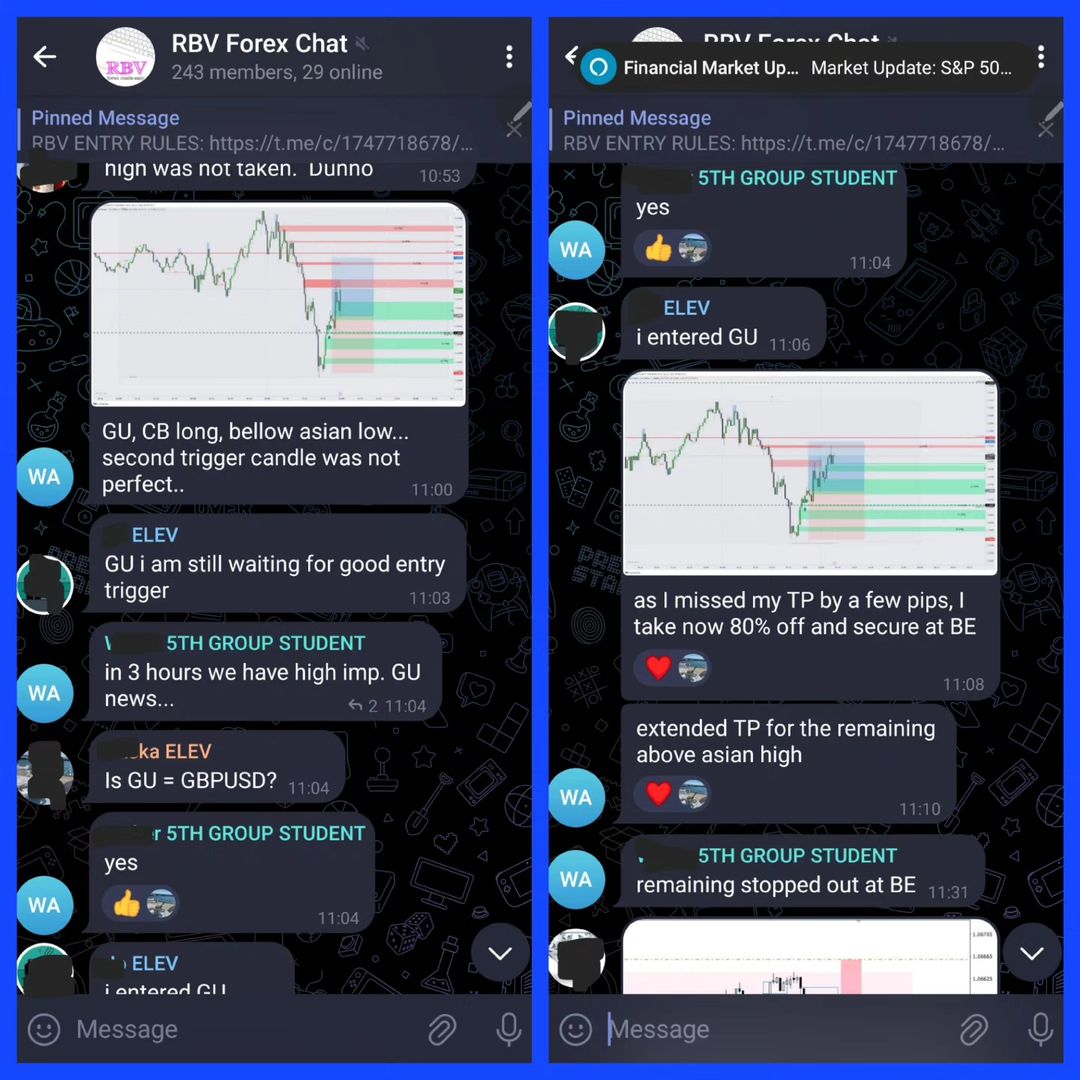 RBV Forex Chat
243 members, 29 online
RBV
Pinned Message
RBV ENTRY RULES: https://t.me/c/1747718678/...
high was not taken. Dunno
10:53
GU, CB long, bellow asian low...
second trigger candle was not
perfect..
11:00
WA
ELEV
GU i am still waiting for good entry
trigger
11:03
5TH GROUP STUDENT
in 3 hours we have high imp. GU
news...
2 11:04
WA
ka ELEV
Is GU = GBPUSD?
11:04
r 5TH GROUP STUDENT
yes
11:04
WA
ELEV
i entered GU
Message
RBV Forex Chat
Financial Market Up... Market Update: S&P 50...
Pinned Message
RBV ENTRY RULES: https://t.me/c/1747718678/...
5TH GROUP STUDENT
yes
WA
11:04
ELEV
i entered GU
11:06
as I missed my TP by a few pips, I
take now 80% off and secure at BE
11:08
extended TP for the remaining
above asian high
WA
11:10
5TH GROUP STUDENT
remaining stopped out at BE
WA
11:31
1.06705
1.06665
1.06625
Message